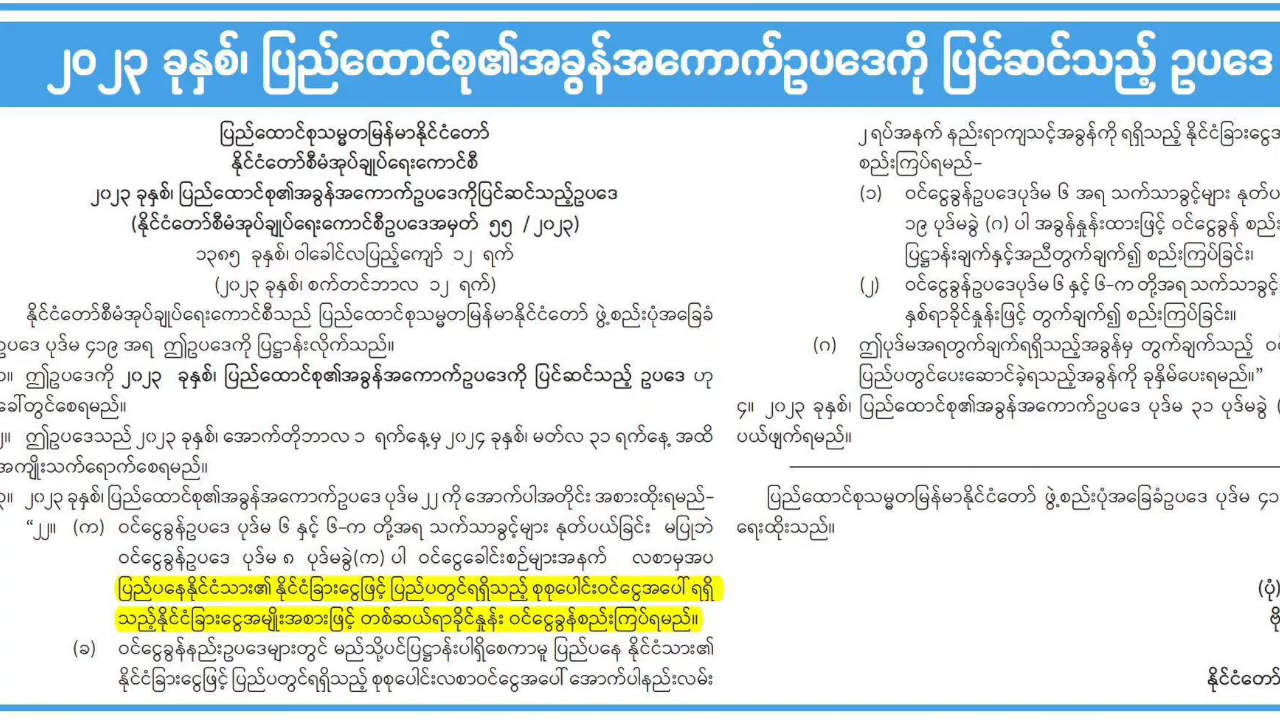 ၂၀၂၃ ခုနှစ်၊ ပြည်ထောင်စု၏အခွန်အကောက်ဥပဒေကို ပြင်ဆင်သည့် ဥပဒေ
ပြည်ထောင်စုသမ္မတမြန်မာနိုင်ငံတော်
နိုင်ငံတော်စီမံအုပ်ချုပ်ရေးကောင်စီ
၂၀၂၃ ခုနှစ်၊ ပြည်ထောင်စု၏အခွန်အကောက်ဥပဒေကိုပြင်ဆင်သည့်ဥပဒေ
(နိုင်ငံတော်စီမံအုပ်ချုပ်ရေးကောင်စီဥပဒေအမှတ် ၅၅ / ၂၀၂၃)
၁၃၈၅ ခုနှစ်၊ ဝါခေါင်လပြည့်ကျော် ၁၂ ရက်
(၂၀၂၃ ခုနှစ်၊ စက်တင်ဘာလ ၁၂ ရက်)
နိုင်ငံတော်စီမံအုပ်ချုပ်ရေးကောင်စီသည် ပြည်ထောင်စုသမ္မတမြန်မာနိုင်ငံတော် ဖွဲ့စည်းပုံအခြေခံ
ဥပဒေ ပုဒ်မ ၄၁၉ အရ ဤဥပဒေကို ပြဋ္ဌာန်းလိုက်သည်။
၁။ ဤဥပဒေကို ၂၀၂၃ ခုနှစ်၊ ပြည်ထောင်စု၏အခွန်အကောက်ဥပဒေကို ပြင်ဆင်သည့် ဥပဒေ ဟု
ခေါ်တွင်စေရမည်။
၂။ ဤဥပဒေသည် ၂၀၂၃ ခုနှစ်၊ အောက်တိုဘာလ ၁ ရက်နေ့မှ ၂၀၂၄ ခုနှစ်၊ မတ်လ ၃၁ ရက်နေ့ အထိ
အကျိုးသက်ရောက်စေရမည်။
၃။ ၂၀၂၃ ခုနှစ်၊ ပြည်ထောင်စု၏အခွန်အကောက်ဥပဒေ ပုဒ်မ ၂၂ ကို အောက်ပါအတိုင်း အစားထိုးရမည်–
“၂၂။ (က) ဝင်ငွေခွန်ဥပဒေ ပုဒ်မ ၆ နှင့် ၆–က တို့အရ သက်သာခွင့်များ နုတ်ပယ်ခြင်း မပြုဘဲ
ဝင်ငွေခွန်ဥပဒေ ပုဒ်မ ၈ ပုဒ်မခွဲ(က) ပါ ဝင်ငွေခေါင်းစဉ်များအနက် လစာမှအပ
ပြည်ပနေနိုင်ငံသား၏ နိုင်ငံခြားငွေဖြင့် ပြည်ပတွင်ရရှိသည့် စုစုပေါင်းဝင်ငွေအပေါ် ရရှိ
သည့်နိုင်ငံခြားငွေအမျိုးအစားဖြင့် တစ်ဆယ်ရာခိုင်နှုန်း ဝင်ငွေခွန်စည်းကြပ်ရမည်။
(ခ) ဝင်ငွေခွန်နည်းဥပဒေများတွင် မည်သို့ပင်ပြဋ္ဌာန်းပါရှိစေကာမူ ပြည်ပနေ နိုင်ငံသား၏
နိုင်ငံခြားငွေဖြင့် ပြည်ပတွင်ရရှိသည့် စုစုပေါင်းလစာဝင်ငွေအပေါ် အောက်ပါနည်းလမ်း
၂ ရပ်အနက် နည်းရာကျသင့်အခွန်ကို ရရှိသည့် နိုင်ငံခြားငွေအ
စည်းကြပ်ရမည်–
(၁) ဝင်ငွေခွန်ဥပဒေပုဒ်မ ၆ အရ သက်သာခွင့်များ နုတ်ပ
၁၉ ပုဒ်မခွဲ (ဂ) ပါ အခွန်နှုန်းထားဖြင့် ဝင်ငွေခွန် စည်း
ပြဋ္ဌာန်းချက်နှင့်အညီတွက်ချက်၍ စည်းကြပ်ခြင်း၊
(၂) ဝင်ငွေခွန်ဥပဒေပုဒ်မ ၆ နှင့် ၆–က တို့အရ သက်သာခွင့်
နှစ်ရာခိုင်နှုန်းဖြင့် တွက်ချက်၍ စည်းကြပ်ခြင်း။
(ဂ) ဤပုဒ်မအရတွက်ချက်ရရှိသည့်အခွန်မှ တွက်ချက်သည့် ဝင်
ပြည်ပတွင်ပေးဆောင်ခဲ့ရသည့်အခွန်ကို ခုနှိမ်ပေးရမည်။”
၄။ ၂၀၂၃ ခုနှစ်၊ ပြည်ထောင်စု၏အခွန်အကောက်ဥပဒေ ပုဒ်မ ၃၁ ပုဒ်မခွဲ (
ပယ်ဖျက်ရမည်။
ပြည်ထောင်စုသမ္မတမြန်မာနိုင်ငံတော် ဖွဲ့စည်းပုံအခြေခံဥပဒေ ပုဒ်မ ၄၁
ရေးထိုးသည်။
(ပုံ)
ဗို
နိုင်ငံတော်